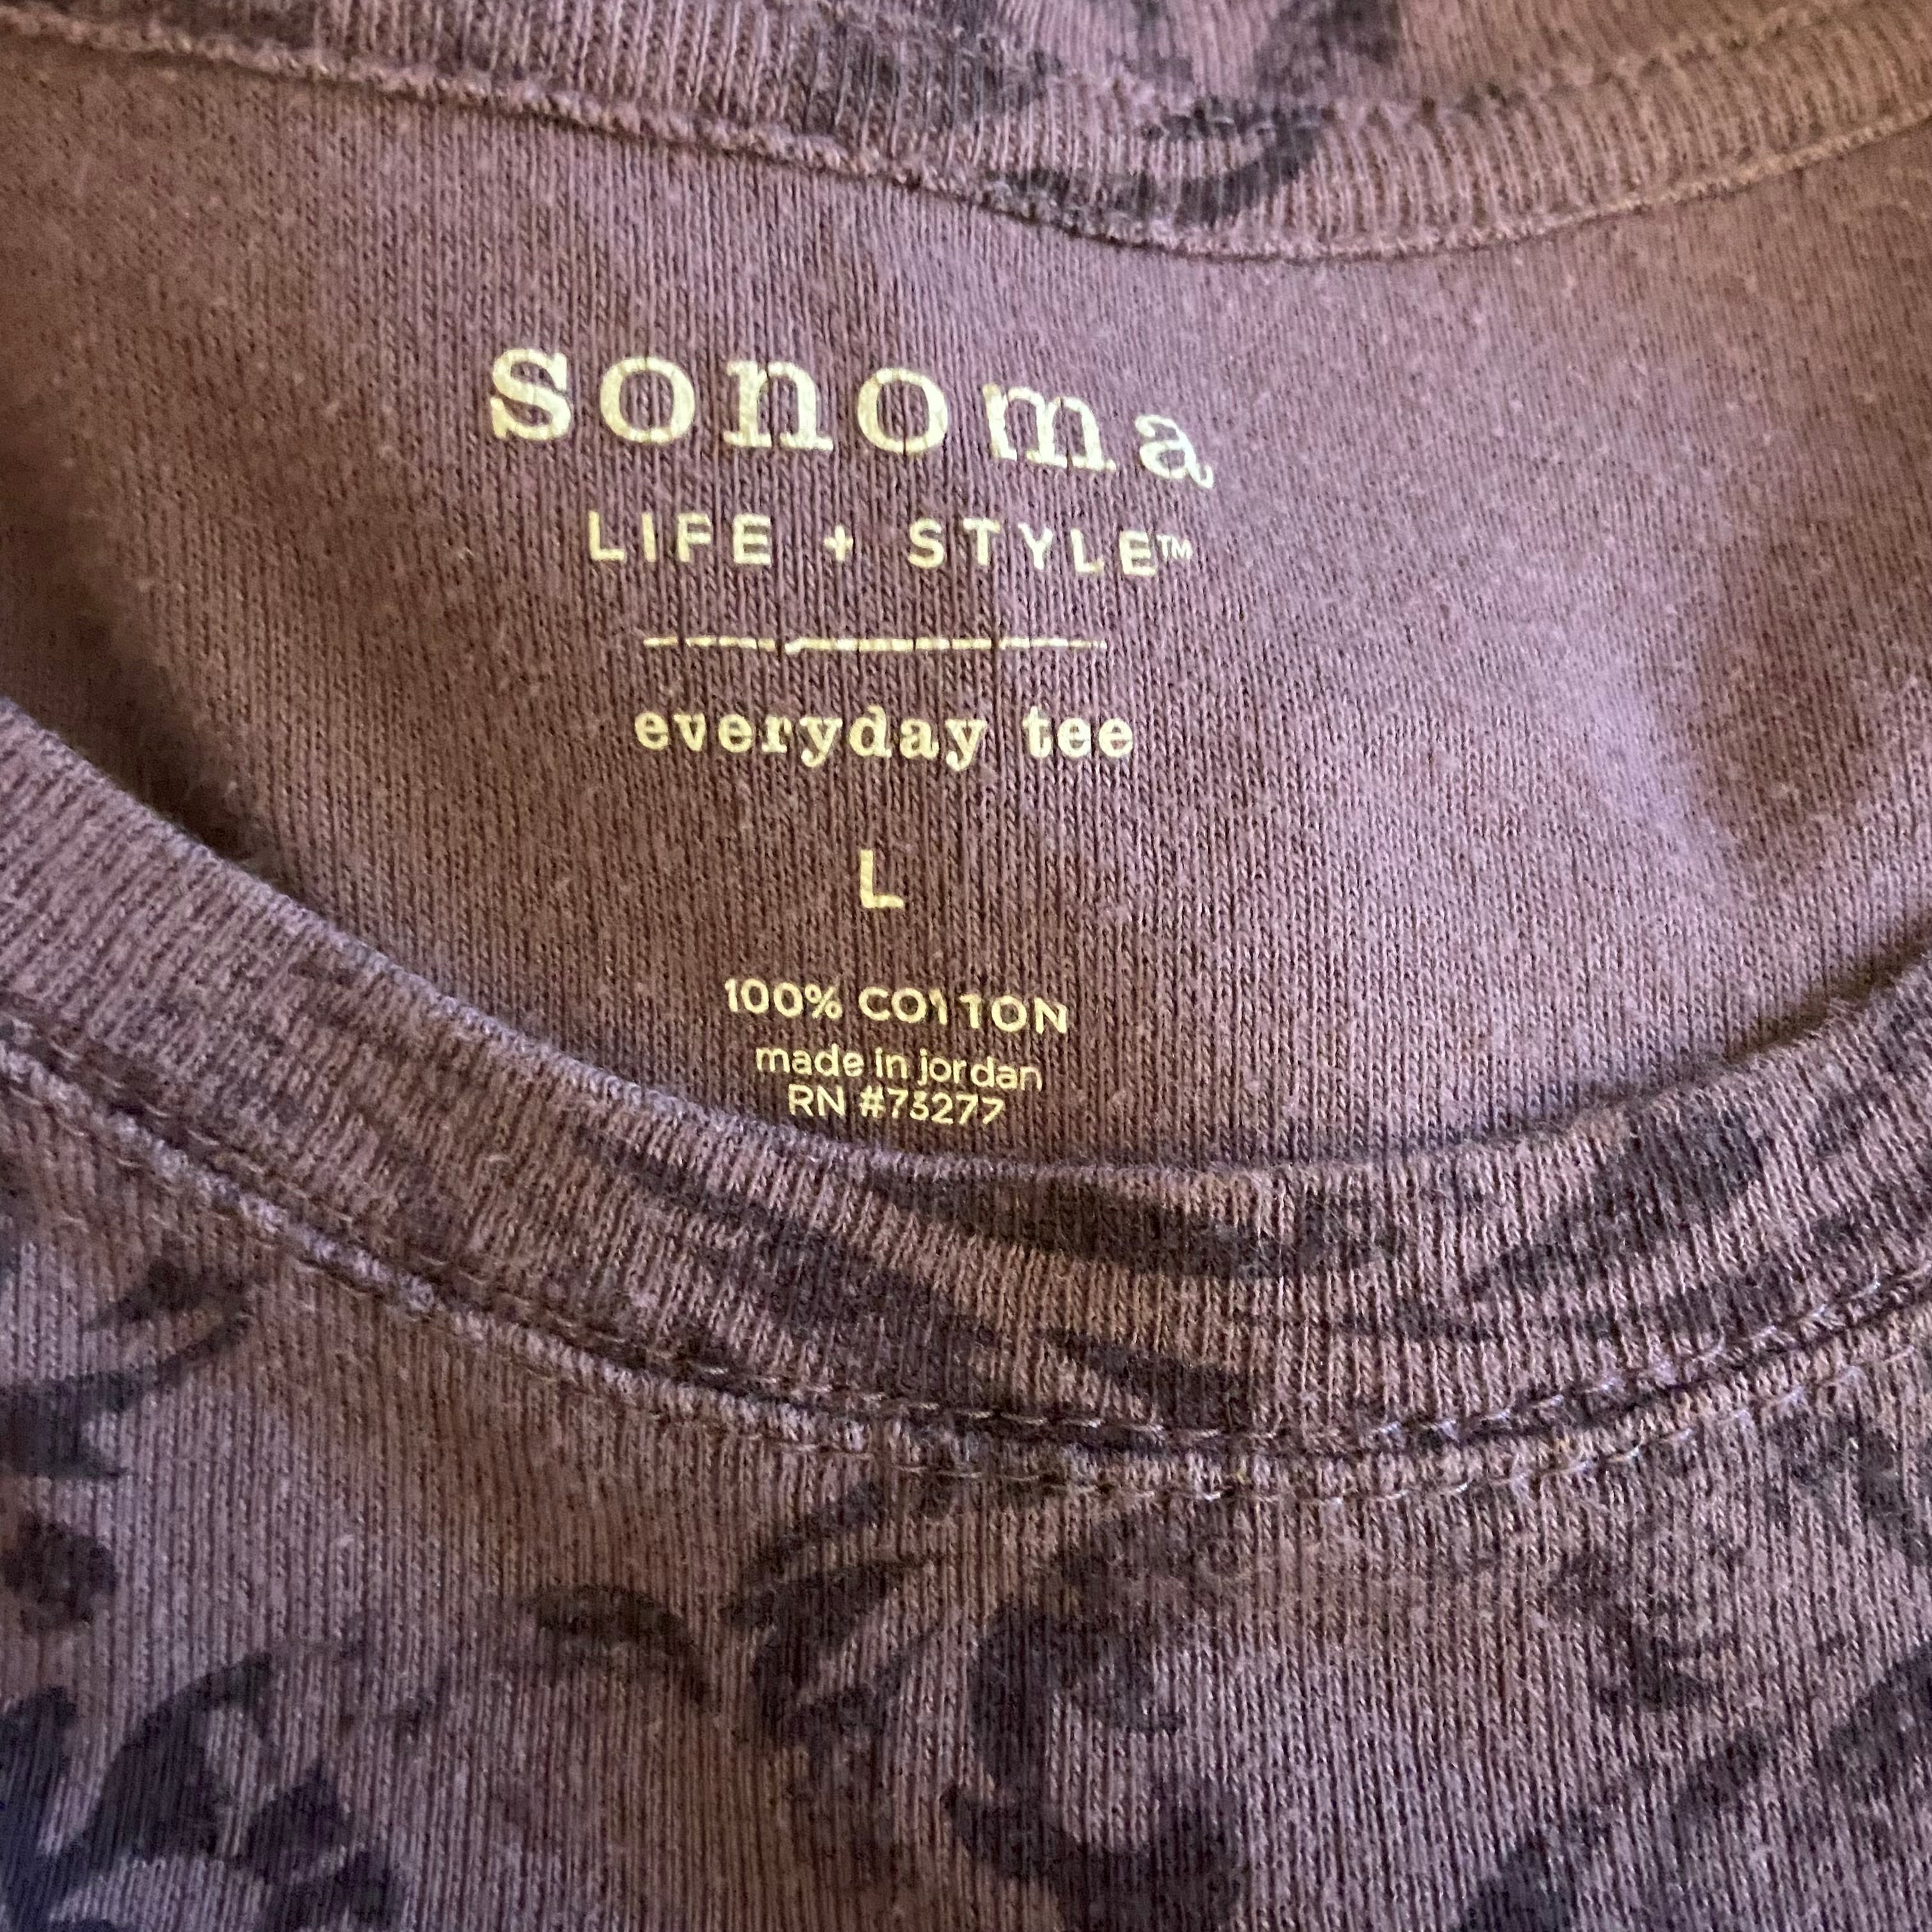 sonoma
LIFE + STYLE™
everyday tee
L
100% COTTON
made in jordan
RN #73277